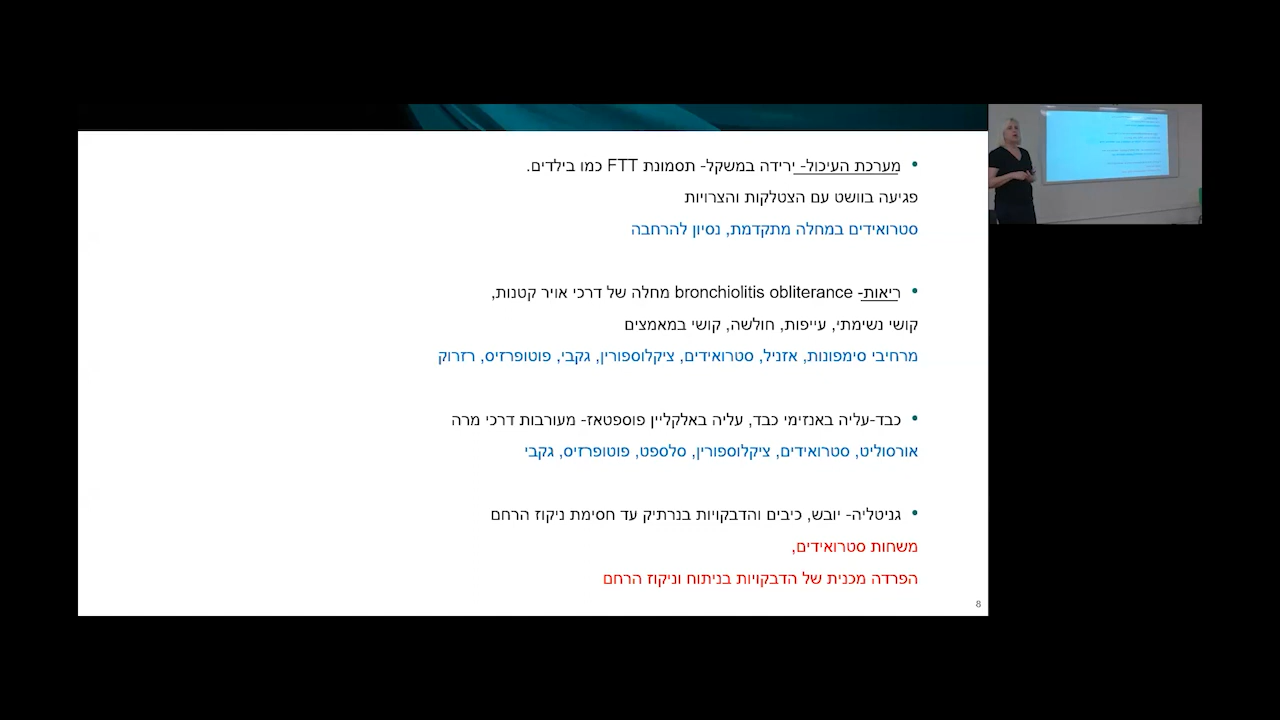 • מערכת העיכול- ירידה במשקל- תסמונת FTT כמו בילדים.
פגיעה בוושט עם הצטלקות והצרויות
סטרואידים במחלה מתקדמת, נסיון להרחבה
• ריאות- bronchiolitis obliterance מחלה של דרכי אויר קטנות,
קושי נשימתי, עייפות, חולשה, קושי במאמצים
מרחיבי סימפונות, אזניל, סטרואידים, ציקלוספורין, גקבי, פוטופרזיס, רזרוק
• כבד-עליה באנזימי כבד, עליה באלקליין פוספטאז- מעורבות דרכי מרה
אורסוליט, סטרואידים, ציקלוספורין, סלספט, פוטופרזיס, גקבי
• גניטליה- יובש, כיבים והדבקויות בנרתיק עד חסימת ניקוז הרחם
משחות סטרואידים,
הפרדה מכנית של הדבקויות בניתוח וניקוז הרחם
8